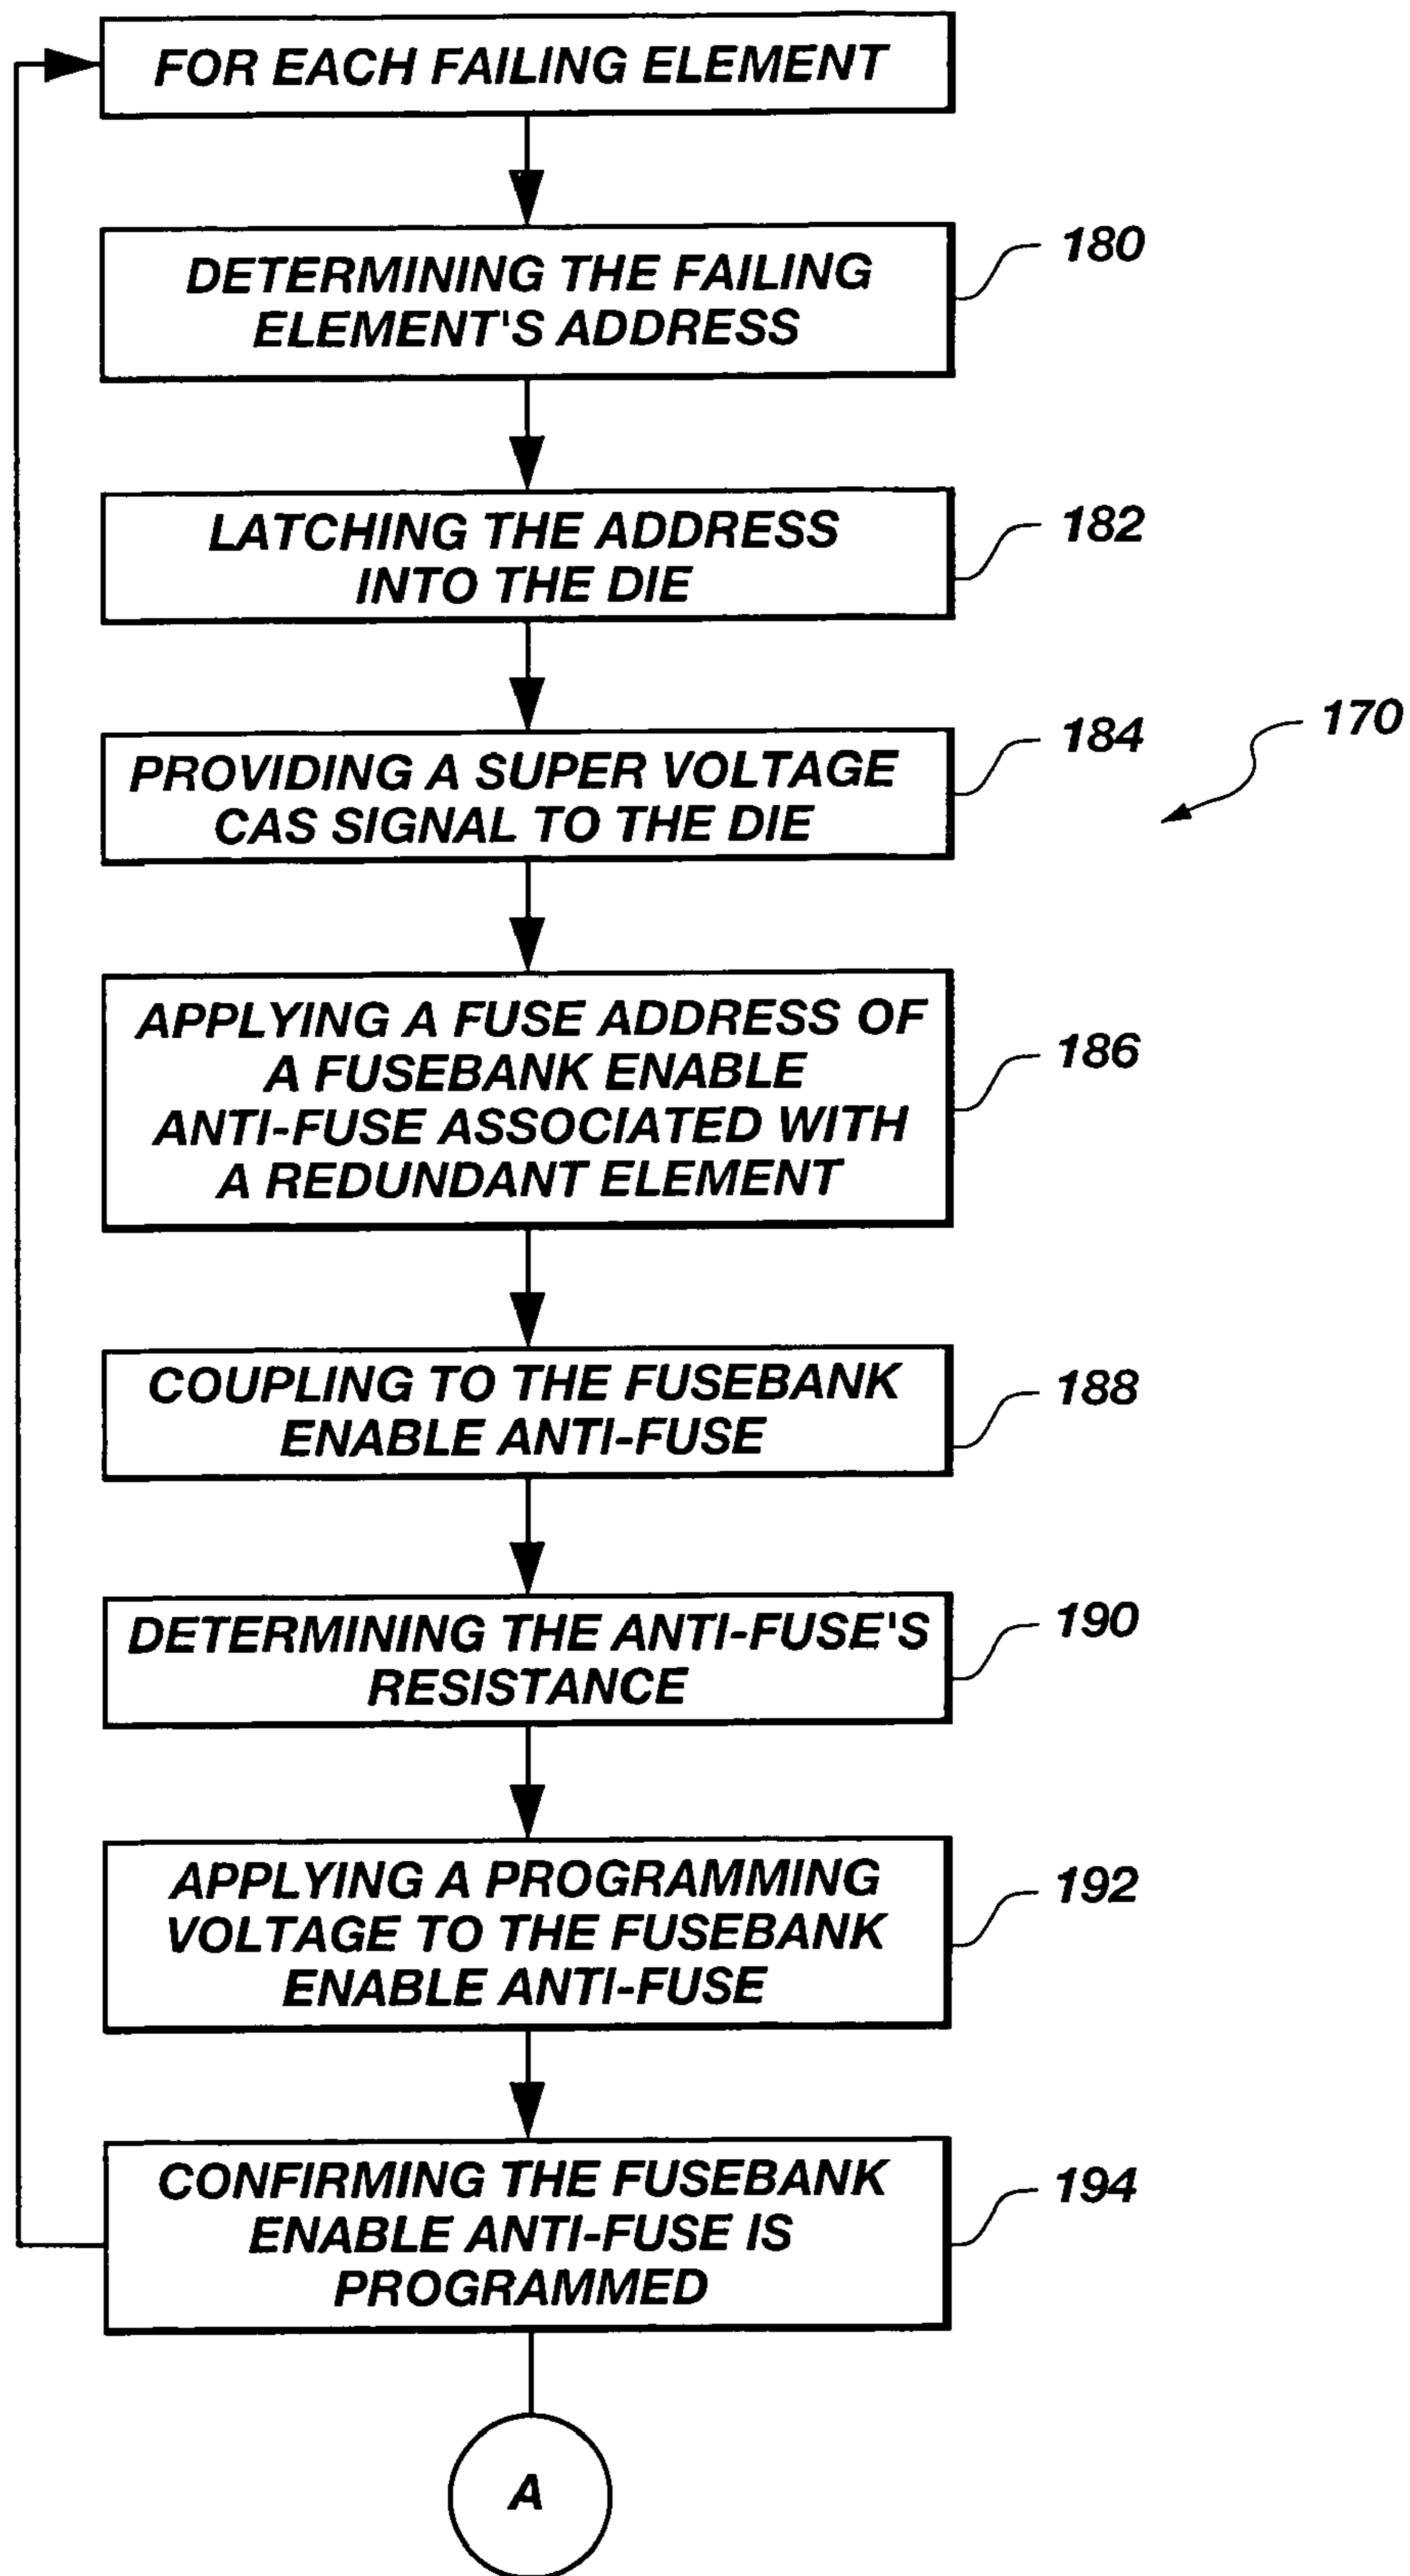 FOR EACH FAILING ELEMENT
DETERMINING THE FAILING
ELEMENT'S ADDRESS
180
LATCHING THE ADDRESS
INTO THE DIE
182
PROVIDING A SUPER VOLTAGE
CAS SIGNAL TO THE DIE
184
170
APPLYING A FUSE ADDRESS OF
A FUSEBANK ENABLE
ANTI-FUSE ASSOCIATED WITH
A REDUNDANT ELEMENT
186
COUPLING TO THE FUSEBANK
ENABLE ANTI-FUSE
188
DETERMINING THE ANTI-FUSE'S
RESISTANCE
190
APPLYING A PROGRAMMING
VOLTAGE TO THE FUSEBANK
ENABLE ANTI-FUSE
192
CONFIRMING THE FUSEBANK
ENABLE ANTI-FUSE IS
PROGRAMMED
194
A